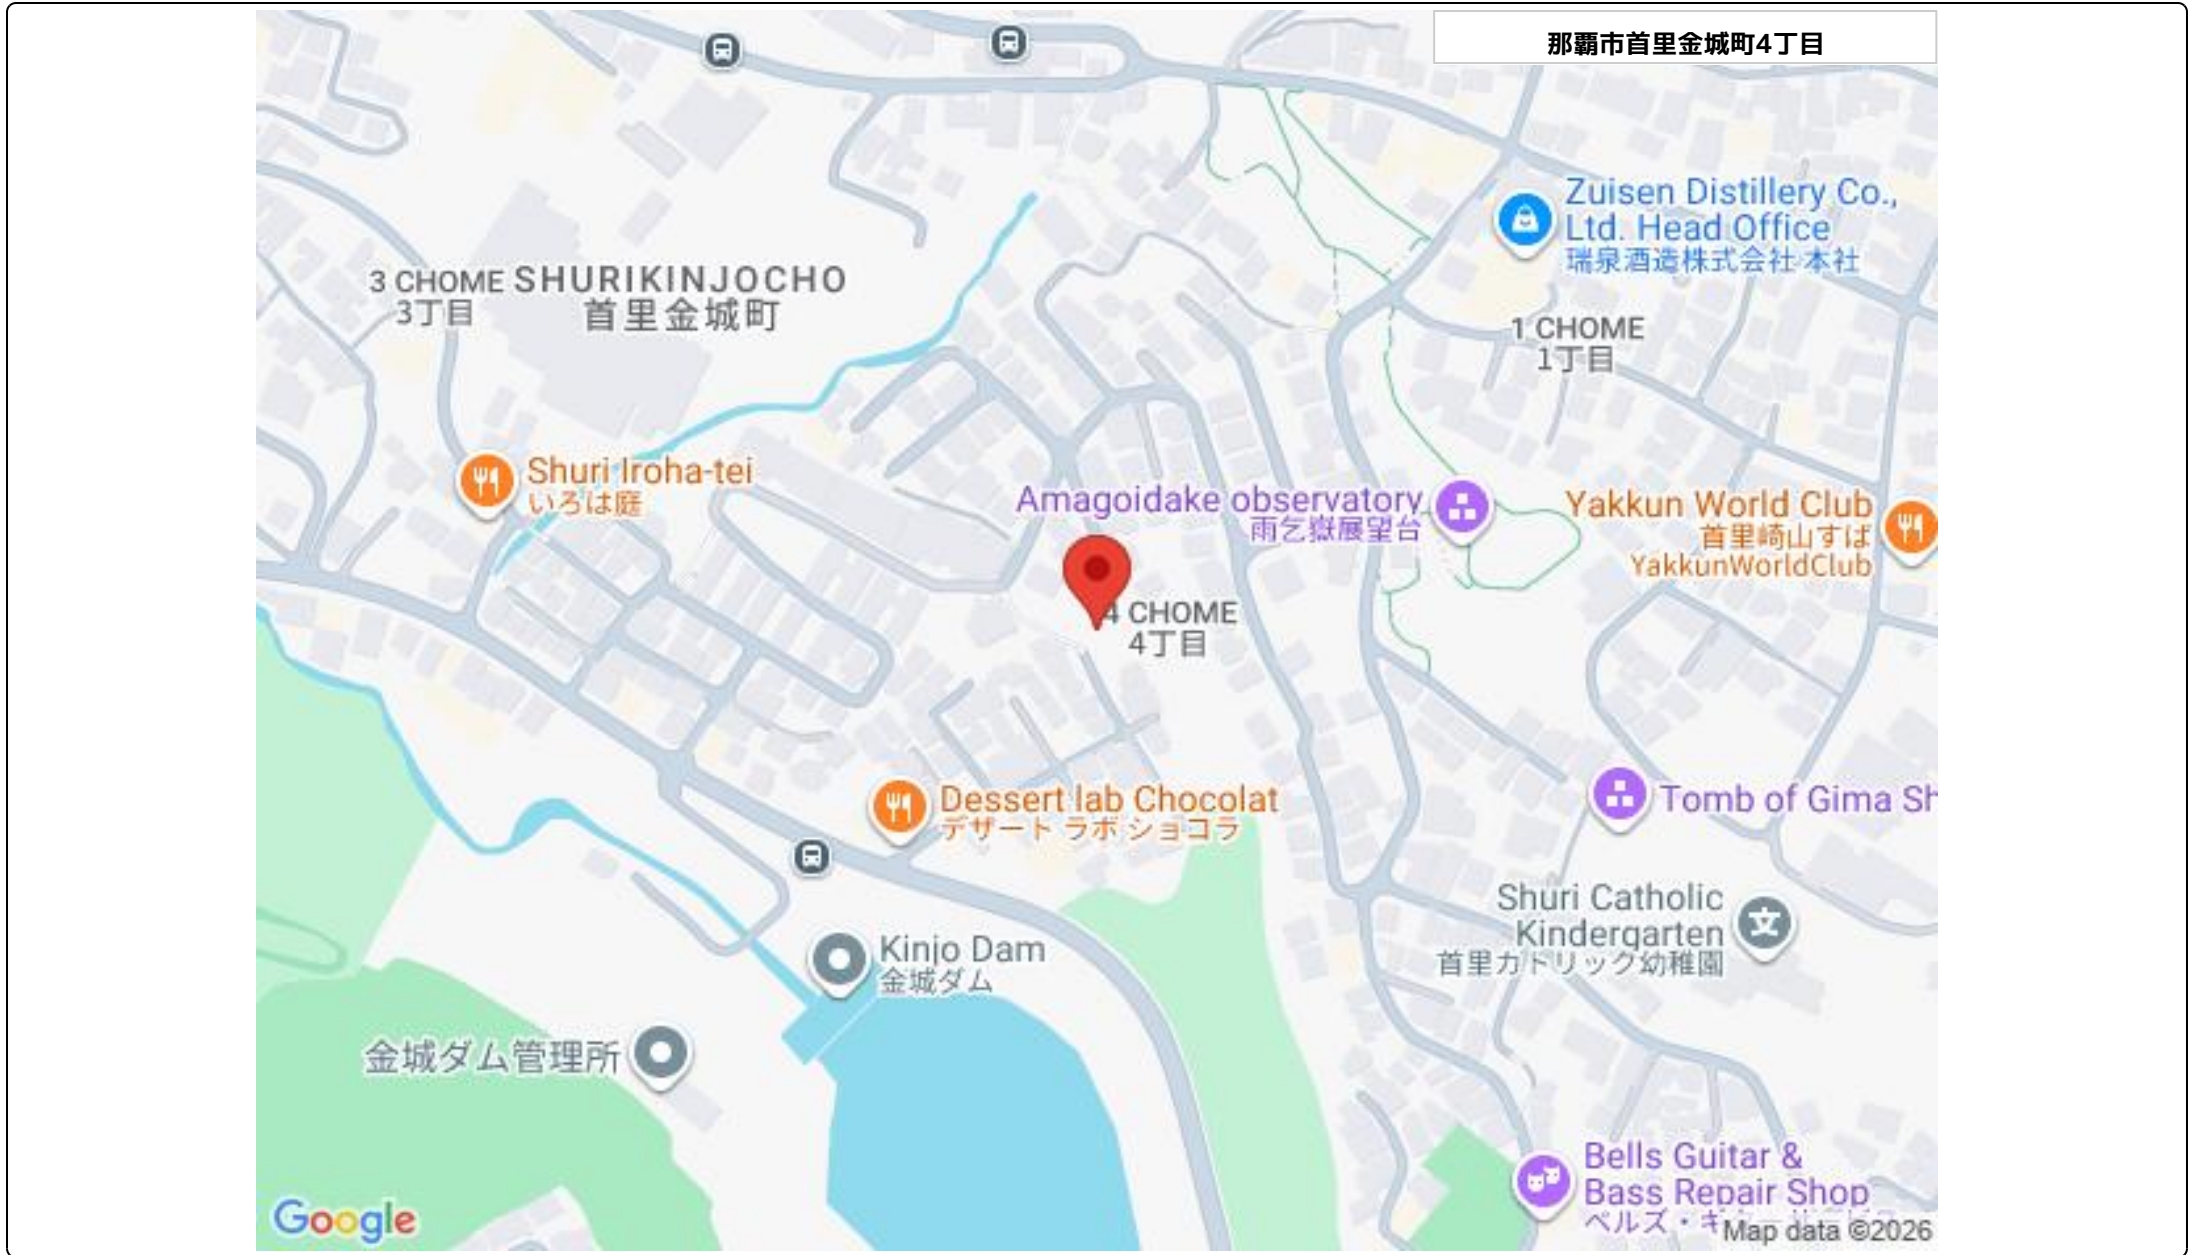 那覇市首里金城町4丁目
Zuisen Distillery Co.,
Ltd. Head Office
瑞泉酒造株式会社 本社
3 CHOME
3丁目
SHURIKINJOCHO
首里金城町
1 CHOME
1丁目
Shuri Iroha-tei
いろは庭
Amagoidake observatory
雨乞嶽展望台
Yakkun World Club
首里崎山すば
YakkunWorldClub
4 CHOME
4丁目
Dessert lab Chocolat
デザート ラボ ショコラ
Tomb of Gima Sh
Shuri Catholic
Kindergarten
首里カトリック幼稚園
Kinjo Dam
金城ダム
金城ダム管理所
Bells Guitar &
Bass Repair Shop
ベルズ・ギ
Google
Map data ©2026